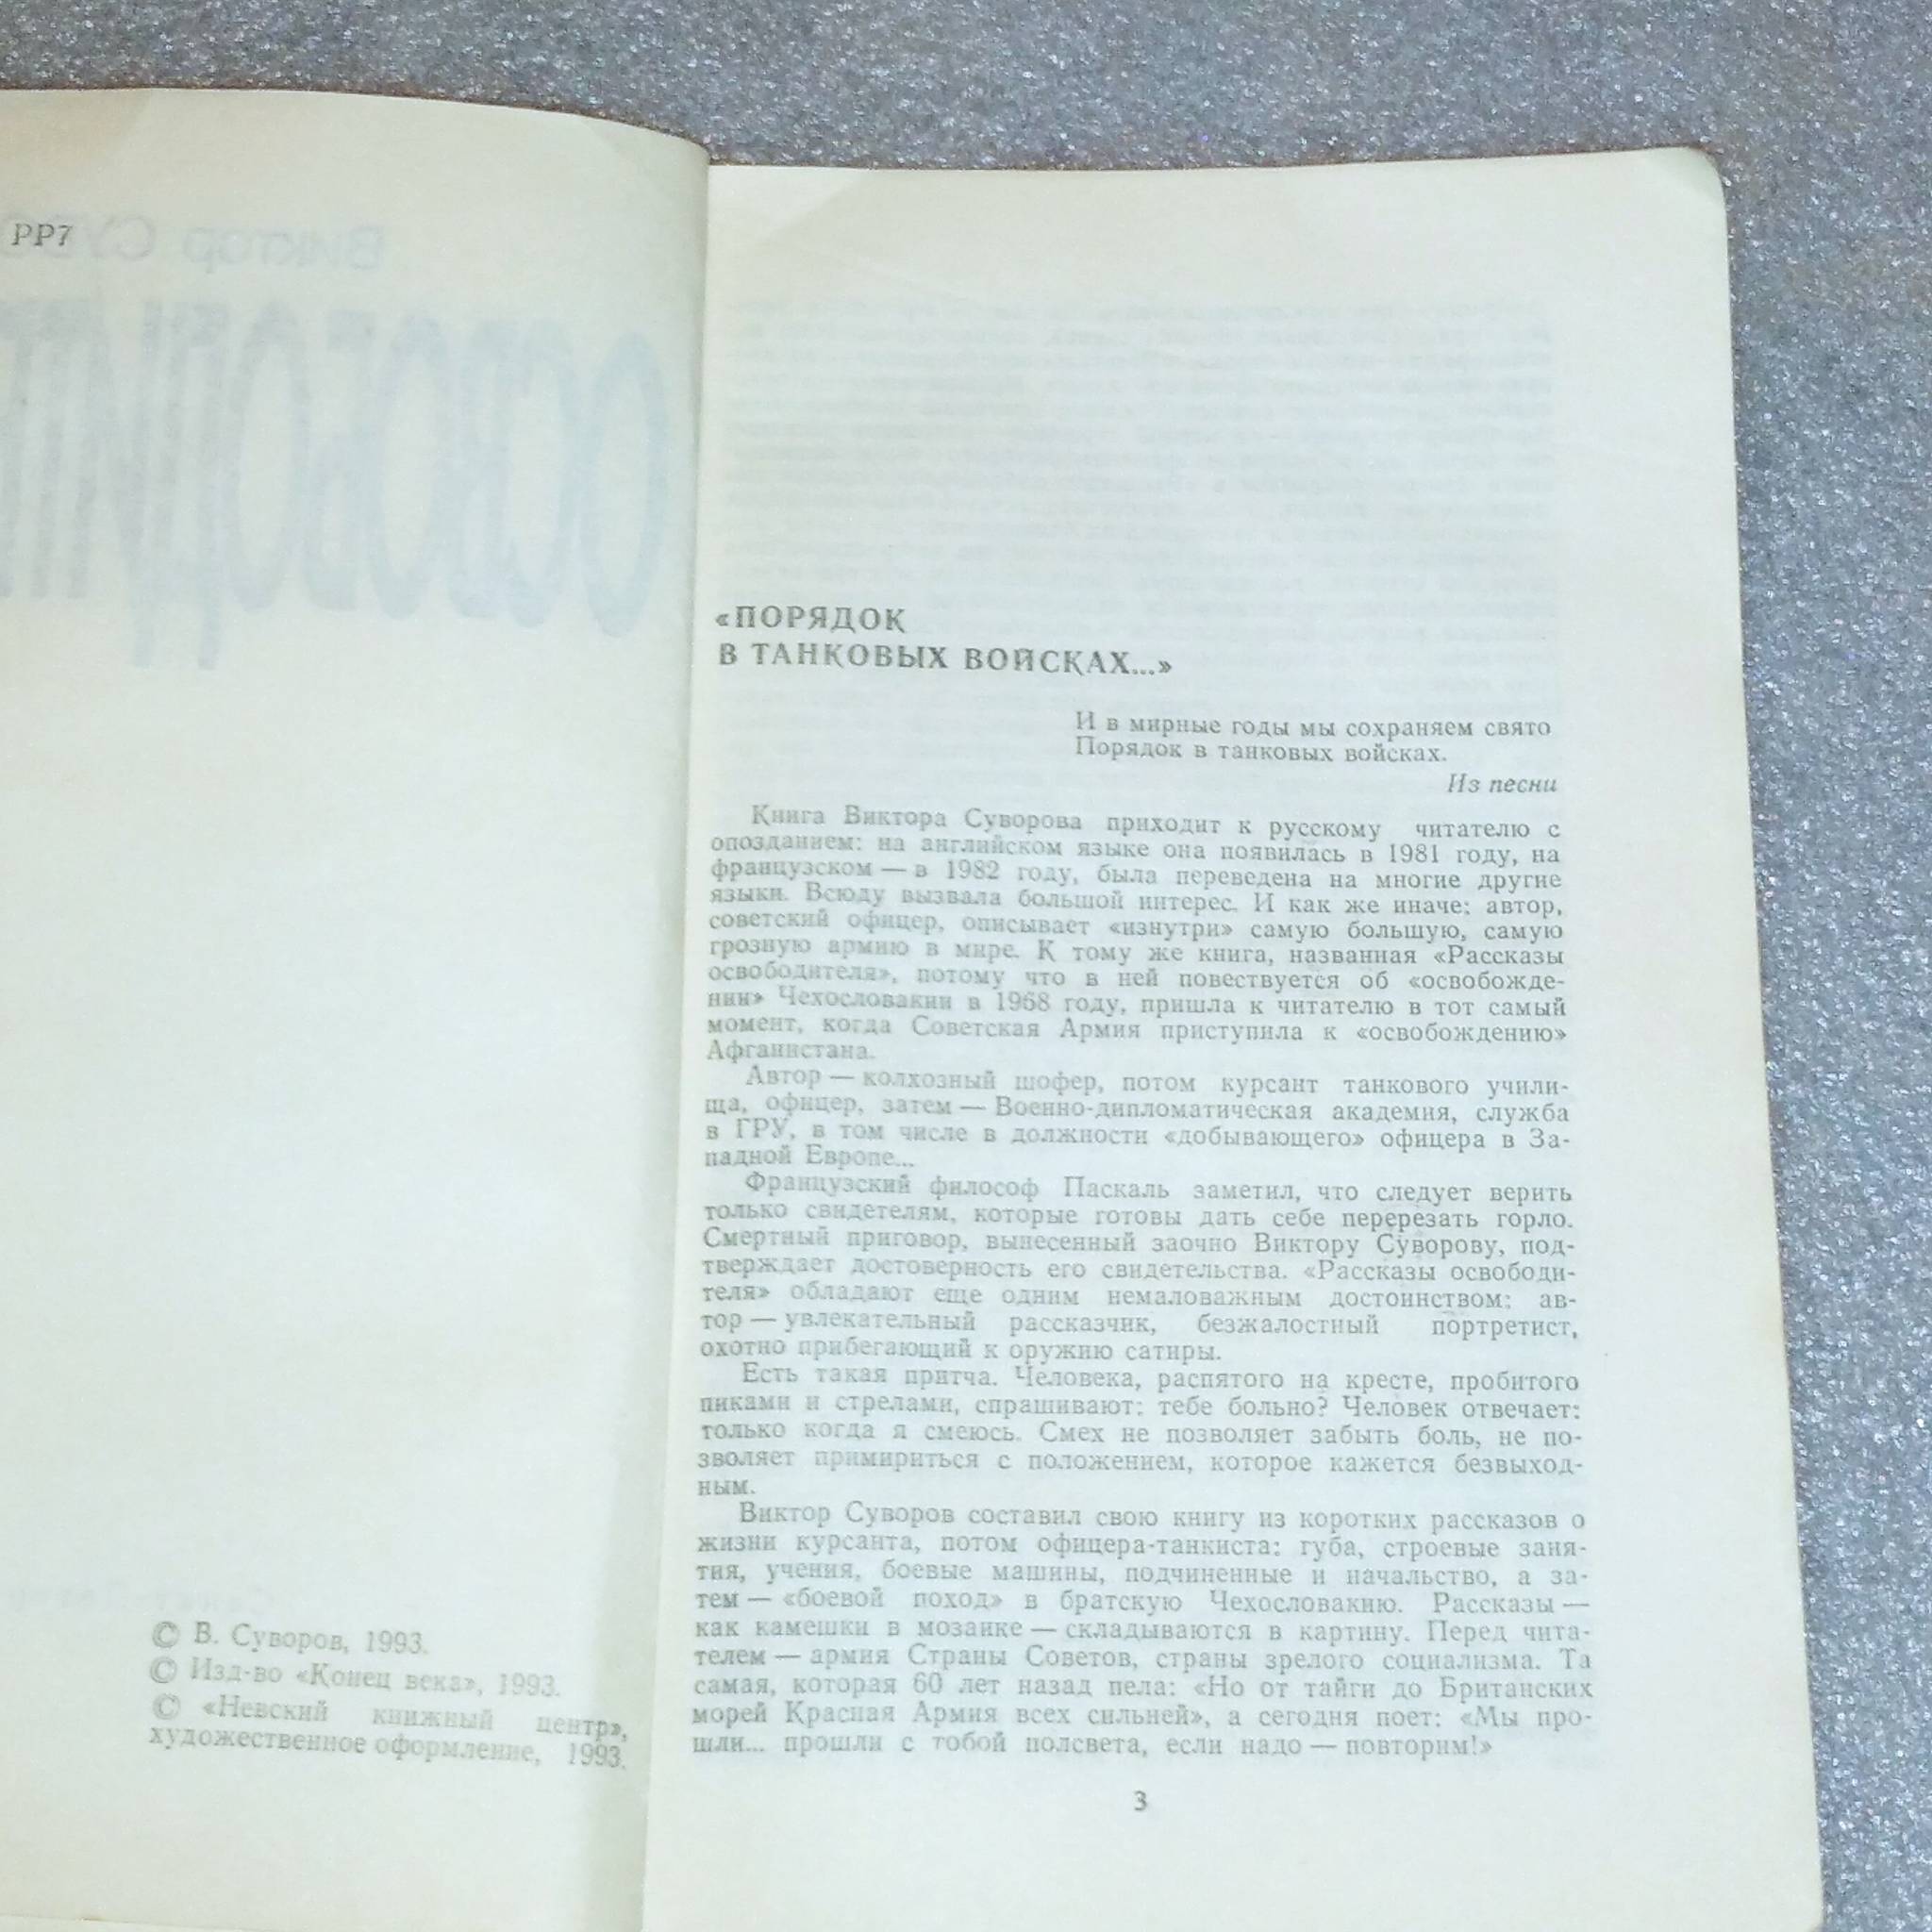 РР7
© В. Суворов, 1993.
© Изд-во «Конец века», 1993.
© «Невский книжный центр»,
художественное оформление, 1993.
«ПОРЯДОК
В ТАНКОВЫХ ВОЙСКАХ...»
И в мирные годы мы сохраняем свято
Порядок в танковых войсках.
Из песни
Книга Виктора Суворова приходит к русскому читателю с
опозданием: на английском языке она появилась в 1981 году, на
французском — в 1982 году, была переведена на многие другие
языки. Всюду вызвала большой интерес. И как же иначе: автор,
советский офицер, описывает «изнутри» самую большую, самую
грозную армию в мире. К тому же книга, названная «Рассказы
освободителя», потому что в ней повествуется об «освобожде-
нии» Чехословакии в 1968 году, пришла к читателю в тот самый
момент, когда Советская Армия приступила к «освобождению»
Афганистана.
Автор — колхозный шофер, потом курсант танкового учили-
ща, офицер, затем — Военно-дипломатическая академия, служба
в ГРУ, в том числе в должности «добывающего» офицера в За-
падной Европе...
Французский философ Паскаль заметил, что следует верить
только свидетелям, которые готовы дать себе перерезать горло.
Смертный приговор, вынесенный заочно Виктору Суворову, под-
тверждает достоверность его свидетельства. «Рассказы освободи-
теля» обладают еще одним немаловажным достоинством: ав-
тор — увлекательный рассказчик, безжалостный портретист,
охотно прибегающий к оружию сатиры.
Есть такая притча. Человека, распятого на кресте, пробитого
пиками и стрелами, спрашивают: тебе больно? Человек отвечает:
только когда я смеюсь. Смех не позволяет забыть боль, не по-
зволяет примириться с положением, которое кажется безвыход-
ным.
Виктор Суворов составил свою книгу из коротких рассказов о
жизни курсанта, потом офицера-танкиста: губа, строевые заня-
тия, учения, боевые машины, подчиненные и начальство, а за-
тем — «боевой поход» в братскую Чехословакию. Рассказы —
как камешки в мозаике — складываются в картину. Перед чита-
телем — армия Страны Советов, страны зрелого социализма. Та
самая, которая 60 лет назад пела: «Но от тайги до Британских
морей Красная Армия всех сильней», а сегодня поет: «Мы про-
шли... прошли с тобой полсвета, если надо — повторим!»
3